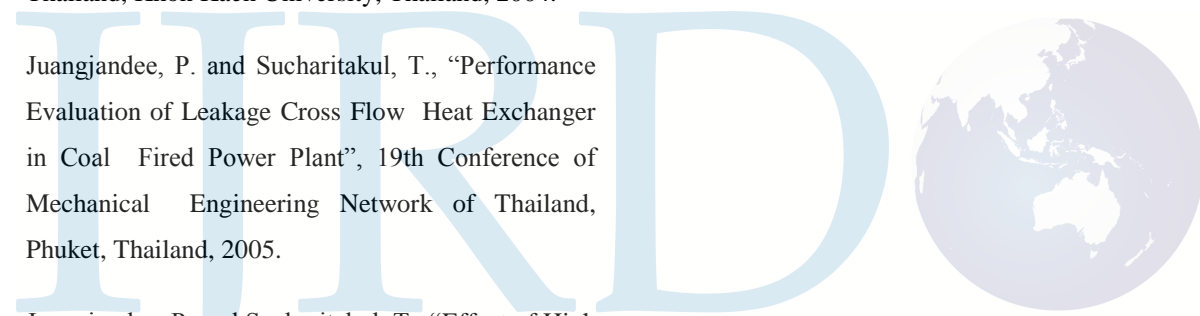 Thailand, Khon Kaen University, Thailand, 2004.
Juangjandee, P. and Sucharitakul, T., “Performance
Evaluation of Leakage Cross Flow Heat Exchanger
in Coal Fired Power Plant”, 19th Conference of
Mechanical Engineering Network of Thailand,
Phuket, Thailand, 2005.
Juangjandee, P. and Sucharitakul, T., “Effect of
IJRD